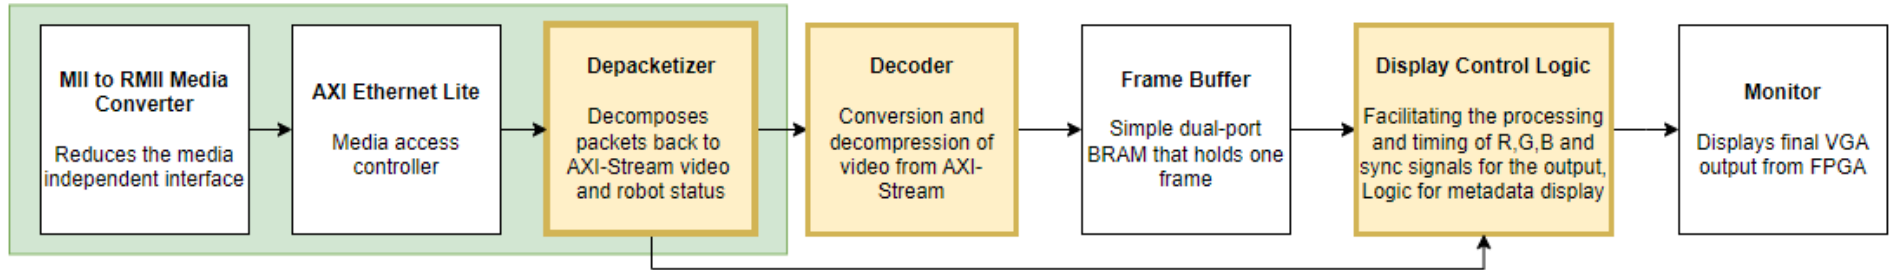 MII to RMII Media
Converter
Reduces the media
independent interface
AXI Ethernet Lite
Media access
controller
Depacketizer
Decomposes
packets back to
AXI-Stream video
and robot status
Decoder
Conversion and
decompression of
video from AXI-
Stream
Frame Buffer
Simple dual-port
BRAM that holds one
frame
Display Control Logic
Facilitating the processing
and timing of R,G,B and
sync signals for the output,
Logic for metadata display
Monitor
Displays final VGA
output from FPGA